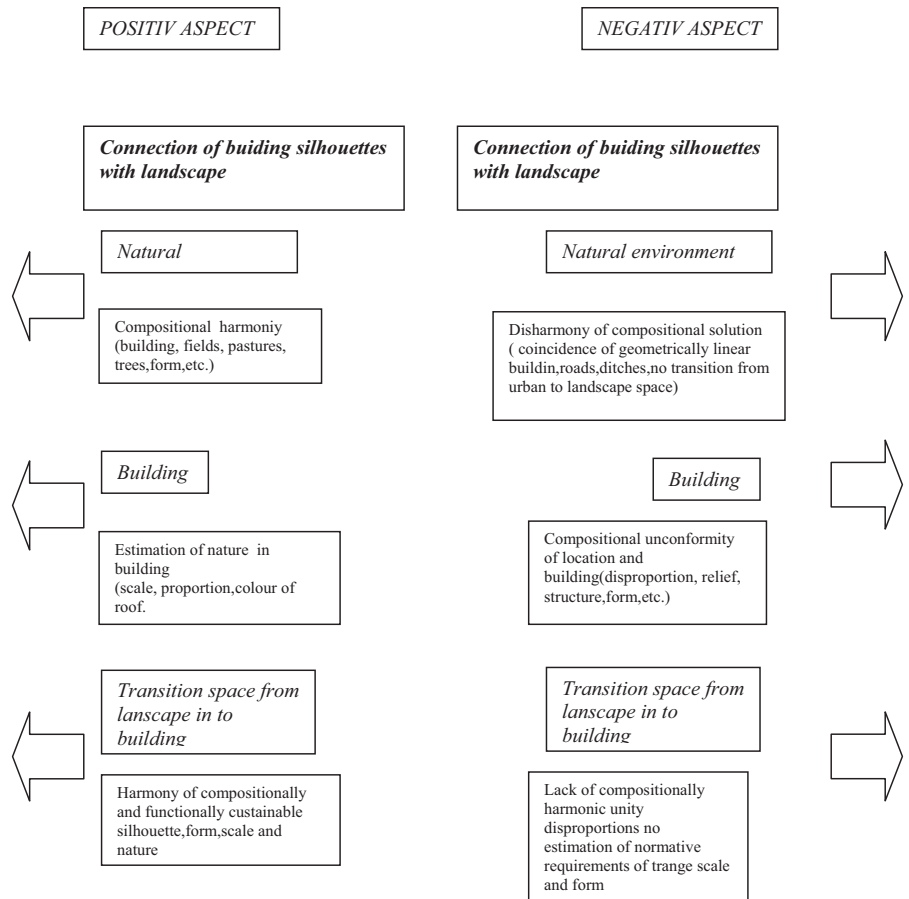 POSITIV ASPECT
NEGATIV ASPECT
Connection of buiding silhouettes
with landscape
Connection of buiding silhouettes
with landscape
Natural
Natural environment
Compositional harmoniy
(building, fields, pastures,
trees,form,etc.)
Disharmony of compositional solution
( coincidence of geometrically linear
buildin,roads,ditches,no transition from
urban to landscape space)
Building
Building
Estimation of nature in
building
(scale, proportion,colour of
roof.
Compositional unconformity
of location and
building(disproportion, relief,
structure,form,etc.)
Transition space from
lanscape in to
building
Transition space from
lanscape in to
building
Harmony of compositionally
and functionally custainable
silhouette,form,scale and
nature
Lack of compositionally
harmonic unity
disproportions no
estimation of normative
requirements of trange scale
and form